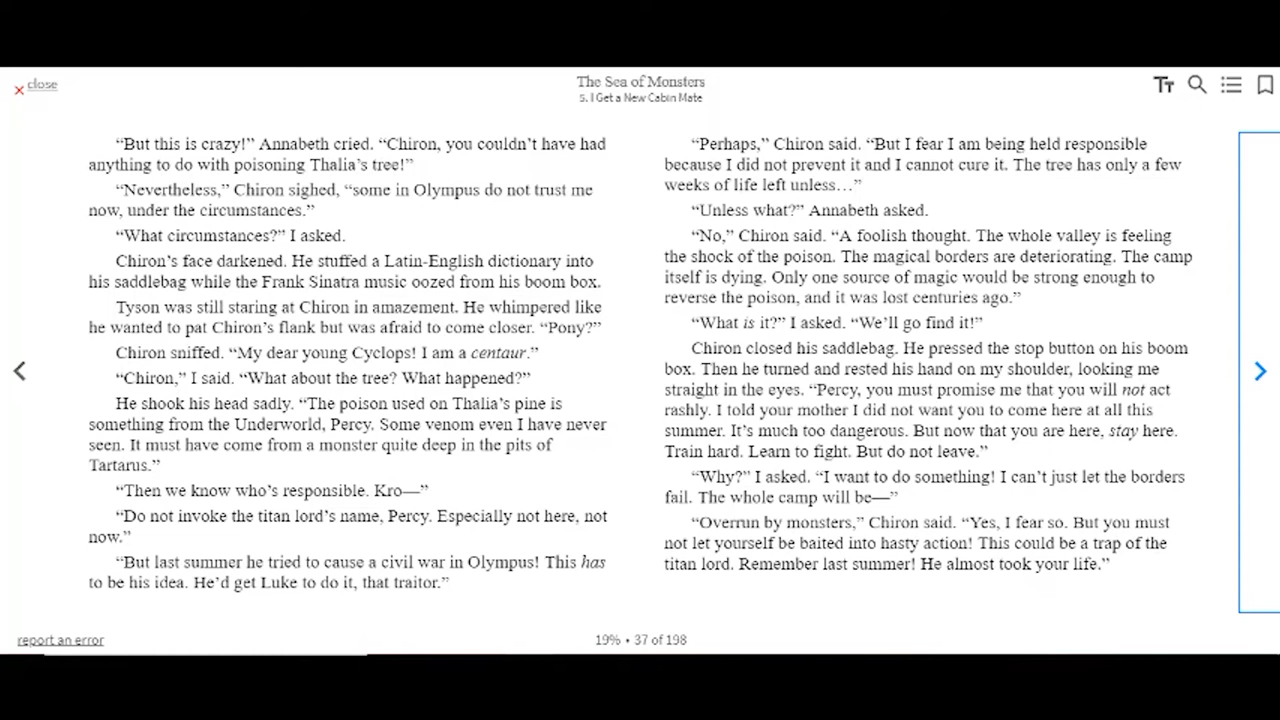 close
The Sea of Monsters
5. I Get a New Cabin Mate
“But this is crazy!” Annabeth cried. “Chiron, you couldn’t have had
anything to do with poisoning Thalia’s tree!”
“Nevertheless,” Chiron sighed, “some in Olympus do not trust me
now, under the circumstances.”
“What circumstances?” I asked.
Chiron’s face darkened. He stuffed a Latin-English dictionary into
his saddlebag while the Frank Sinatra music oozed from his boom box.
Tyson was still staring at Chiron in amazement. He whimpered like
he wanted to pat Chiron’s flank but was afraid to come closer. “Pony?”
Chiron sniffed. “My dear young Cyclops! I am a centaur.”
“Chiron,” I said. “What about the tree? What happened?”
He shook his head sadly. “The poison used on Thalia’s pine is
something from the Underworld, Percy. Some venom even I have never
seen. It must have come from a monster quite deep in the pits of
Tartarus.”
“Then we know who’s responsible. Kro—”
“Do not invoke the titan lord’s name, Percy. Especially not here, not
now.”
“But last summer he tried to cause a civil war in Olympus! This has
to be his idea. He’d get Luke to do it, that traitor.”
“Perhaps,” Chiron said. “But I fear I am being held responsible
because I did not prevent it and I cannot cure it. The tree has only a few
weeks of life left unless…”
“Unless what?” Annabeth asked.
“No,” Chiron said. “A foolish thought. The whole valley is feeling
the shock of the poison. The magical borders are deteriorating. The camp
itself is dying. Only one source of magic would be strong enough to
reverse the poison, and it was lost centuries ago.”
“What is it?” I asked. “We’ll go find it!”
Chiron closed his saddlebag. He pressed the stop button on his boom
box. Then he turned and rested his hand on my shoulder, looking me
straight in the eyes. “Percy, you must promise me that you will not act
rashly. I told your mother I did not want you to come here at all this
summer. It’s much too dangerous. But now that you are here, stay here.
Train hard. Learn to fight. But do not leave.”
“Why?” I asked. “I want to do something! I can’t just let the borders
fail. The whole camp will be—”
“Overrun by monsters,” Chiron said. “Yes, I fear so. But you must
not let yourself be baited into hasty action! This could be a trap of the
titan lord. Remember last summer! He almost took your life.”
report an error
19% • 37 of 198